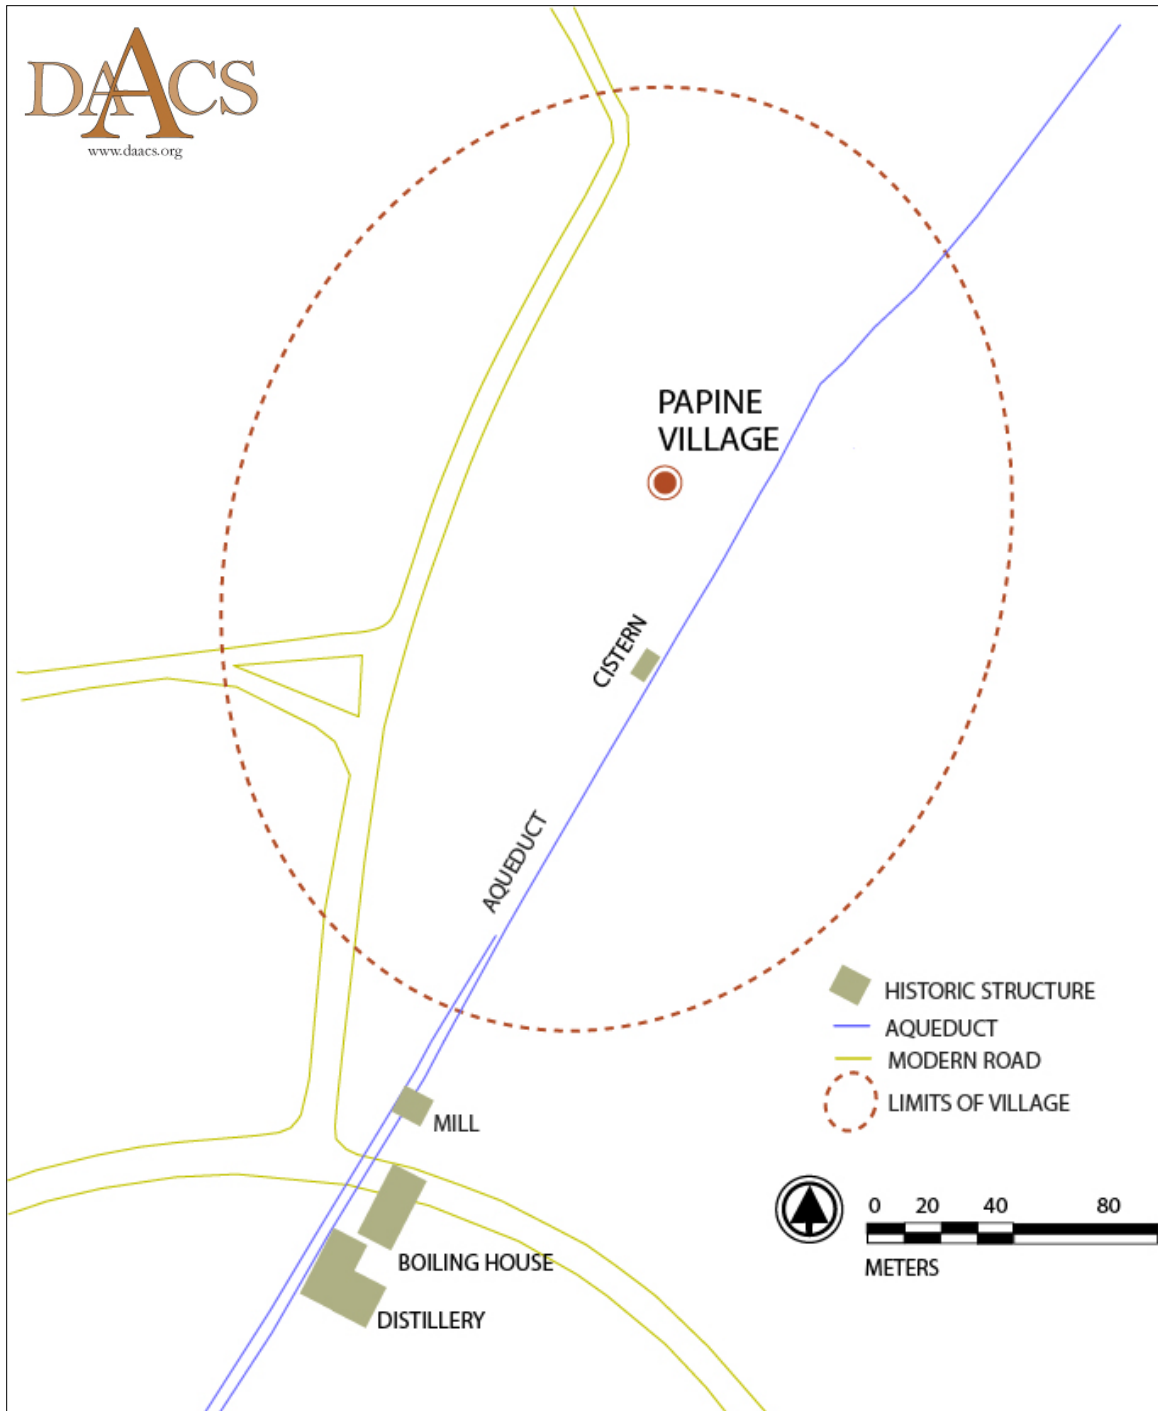 DAACS
www.daacs.org
PAPINE
VILLAGE
CISTERN
AQUEDUCT
HISTORIC STRUCTURE
AQUEDUCT
MODERN ROAD
LIMITS OF VILLAGE
MILL
0 20 40 80
METERS
BOILING HOUSE
DISTILLERY